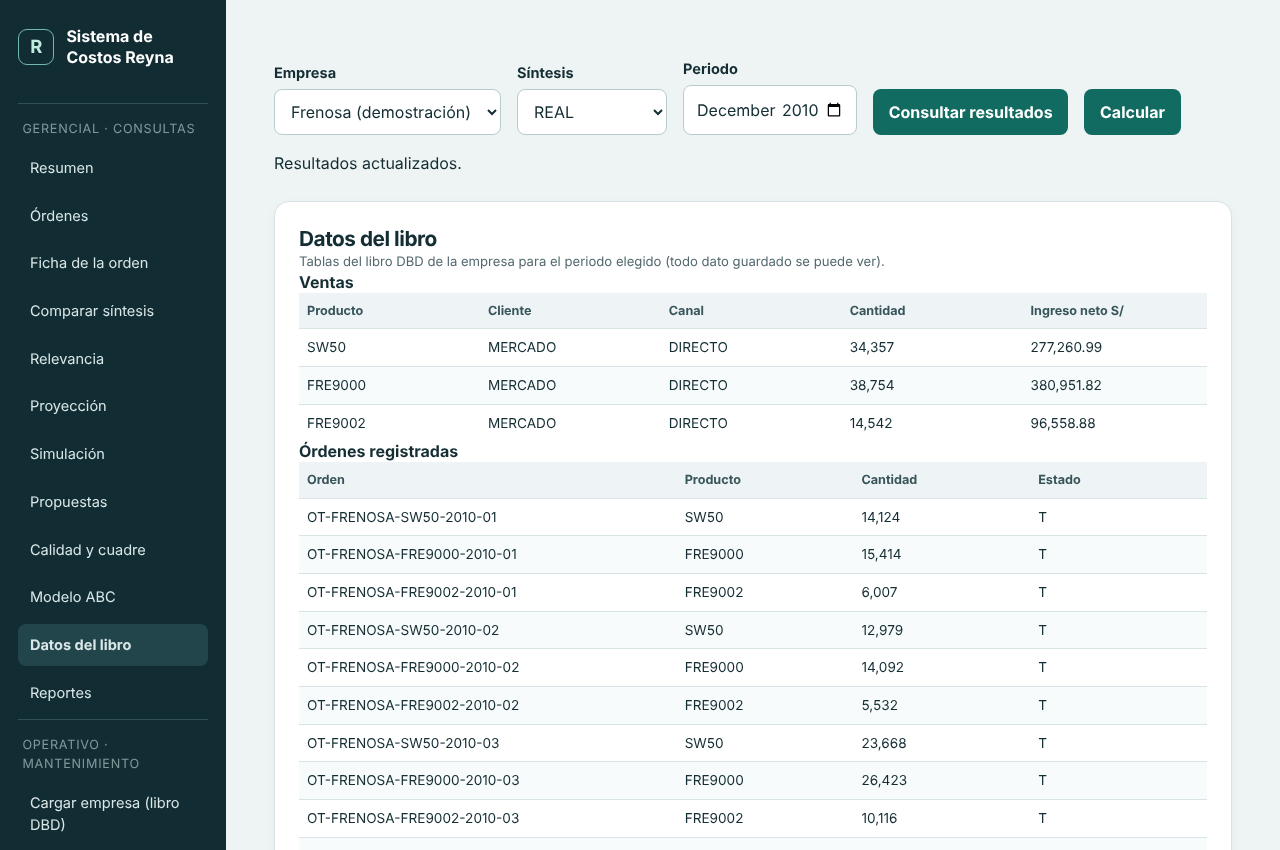 R
Sistema de
Costos Reyna
GERENCIAL · CONSULTAS
Resumen
Órdenes
Ficha de la orden
Comparar síntesis
Relevancia
Proyección
Simulación
Propuestas
Calidad y cuadre
Modelo ABC
Datos del libro
Reportes
OPERATIVO ·
MANTENIMIENTO
Cargar empresa (libro
DBD)
Empresa Síntesis Periodo
Frenosa (demostración) REAL December 2010 Consultar resultados Calcular
Resultados actualizados.
Datos del libro
Tablas del libro DBD de la empresa para el periodo elegido (todo dato guardado se puede ver).
Ventas
Producto Cliente Canal Cantidad Ingreso neto S/
SW50 MERCADO DIRECTO 34,357 277,260.99
FRE9000 MERCADO DIRECTO 38,754 380,951.82
FRE9002 MERCADO DIRECTO 14,542 96,558.88
Órdenes registradas
Orden Producto Cantidad Estado
OT-FRENOSA-SW50-2010-01 SW50 14,124 T
OT-FRENOSA-FRE9000-2010-01 FRE9000 15,414 T
OT-FRENOSA-FRE9002-2010-01 FRE9002 6,007 T
OT-FRENOSA-SW50-2010-02 SW50 12,979 T
OT-FRENOSA-FRE9000-2010-02 FRE9000 14,092 T
OT-FRENOSA-FRE9002-2010-02 FRE9002 5,532 T
OT-FRENOSA-SW50-2010-03 SW50 23,668 T
OT-FRENOSA-FRE9000-2010-03 FRE9000 26,423 T
OT-FRENOSA-FRE9002-2010-03 FRE9002 10,116 T